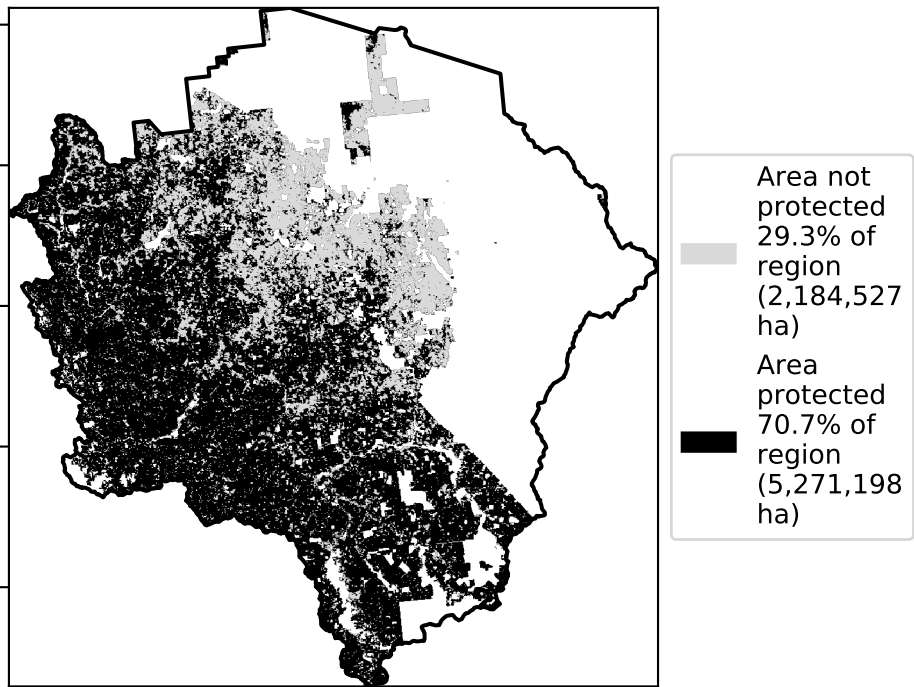 Area not
protected
29.3% of
region
(2,184,527
ha)
Area
protected
70.7% of
region
(5,271,198
ha)